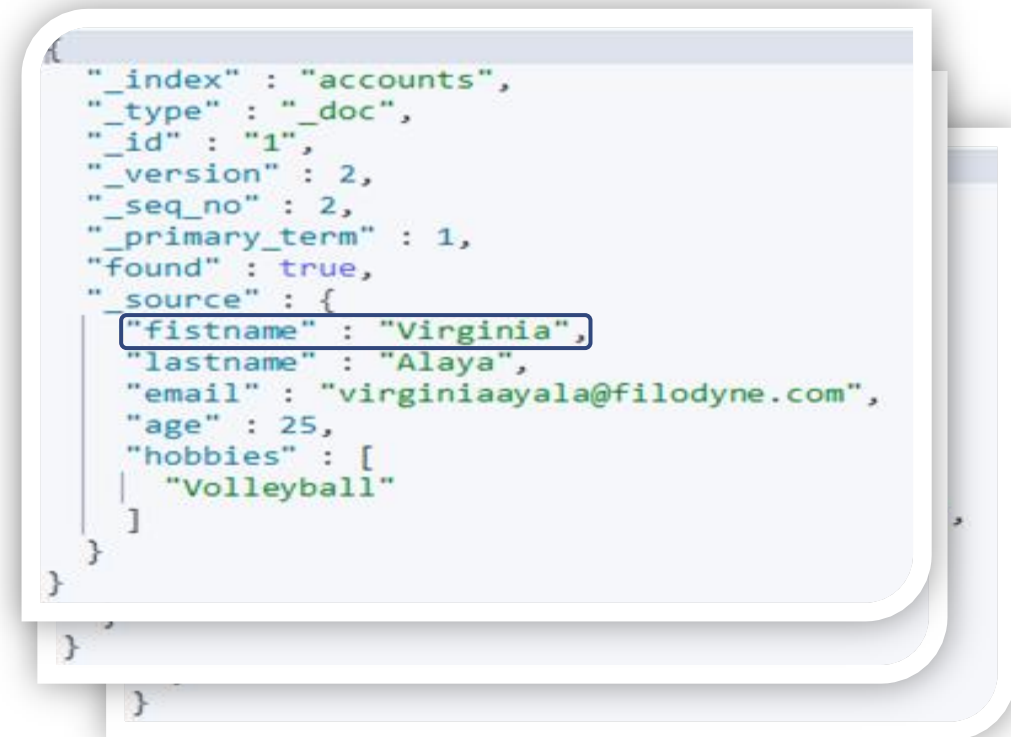 {
"_index" : "accounts",
"_type" : "_doc",
"_id" : "1",
"_version" : 2,
"_seq_no" : 2,
"_primary_term" : 1,
"found" : true,
"_source" : {
"fistname" : "Virginia",
"lastname" : "Alaya",
"email" : "virginiaayala@filodyne.com",
"age" : 25,
"hobbies" : [
"Volleyball"
]
}
}
}
}